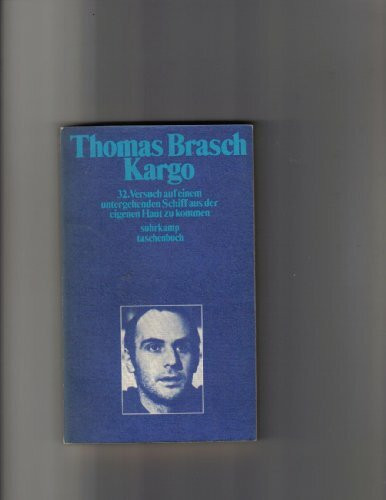 Thomas Brasch
Kargo
32. Versuch auf einem
untergehenden Schiff aus der
eigenen Haut zu kommen
suhrkamp
taschenbuch